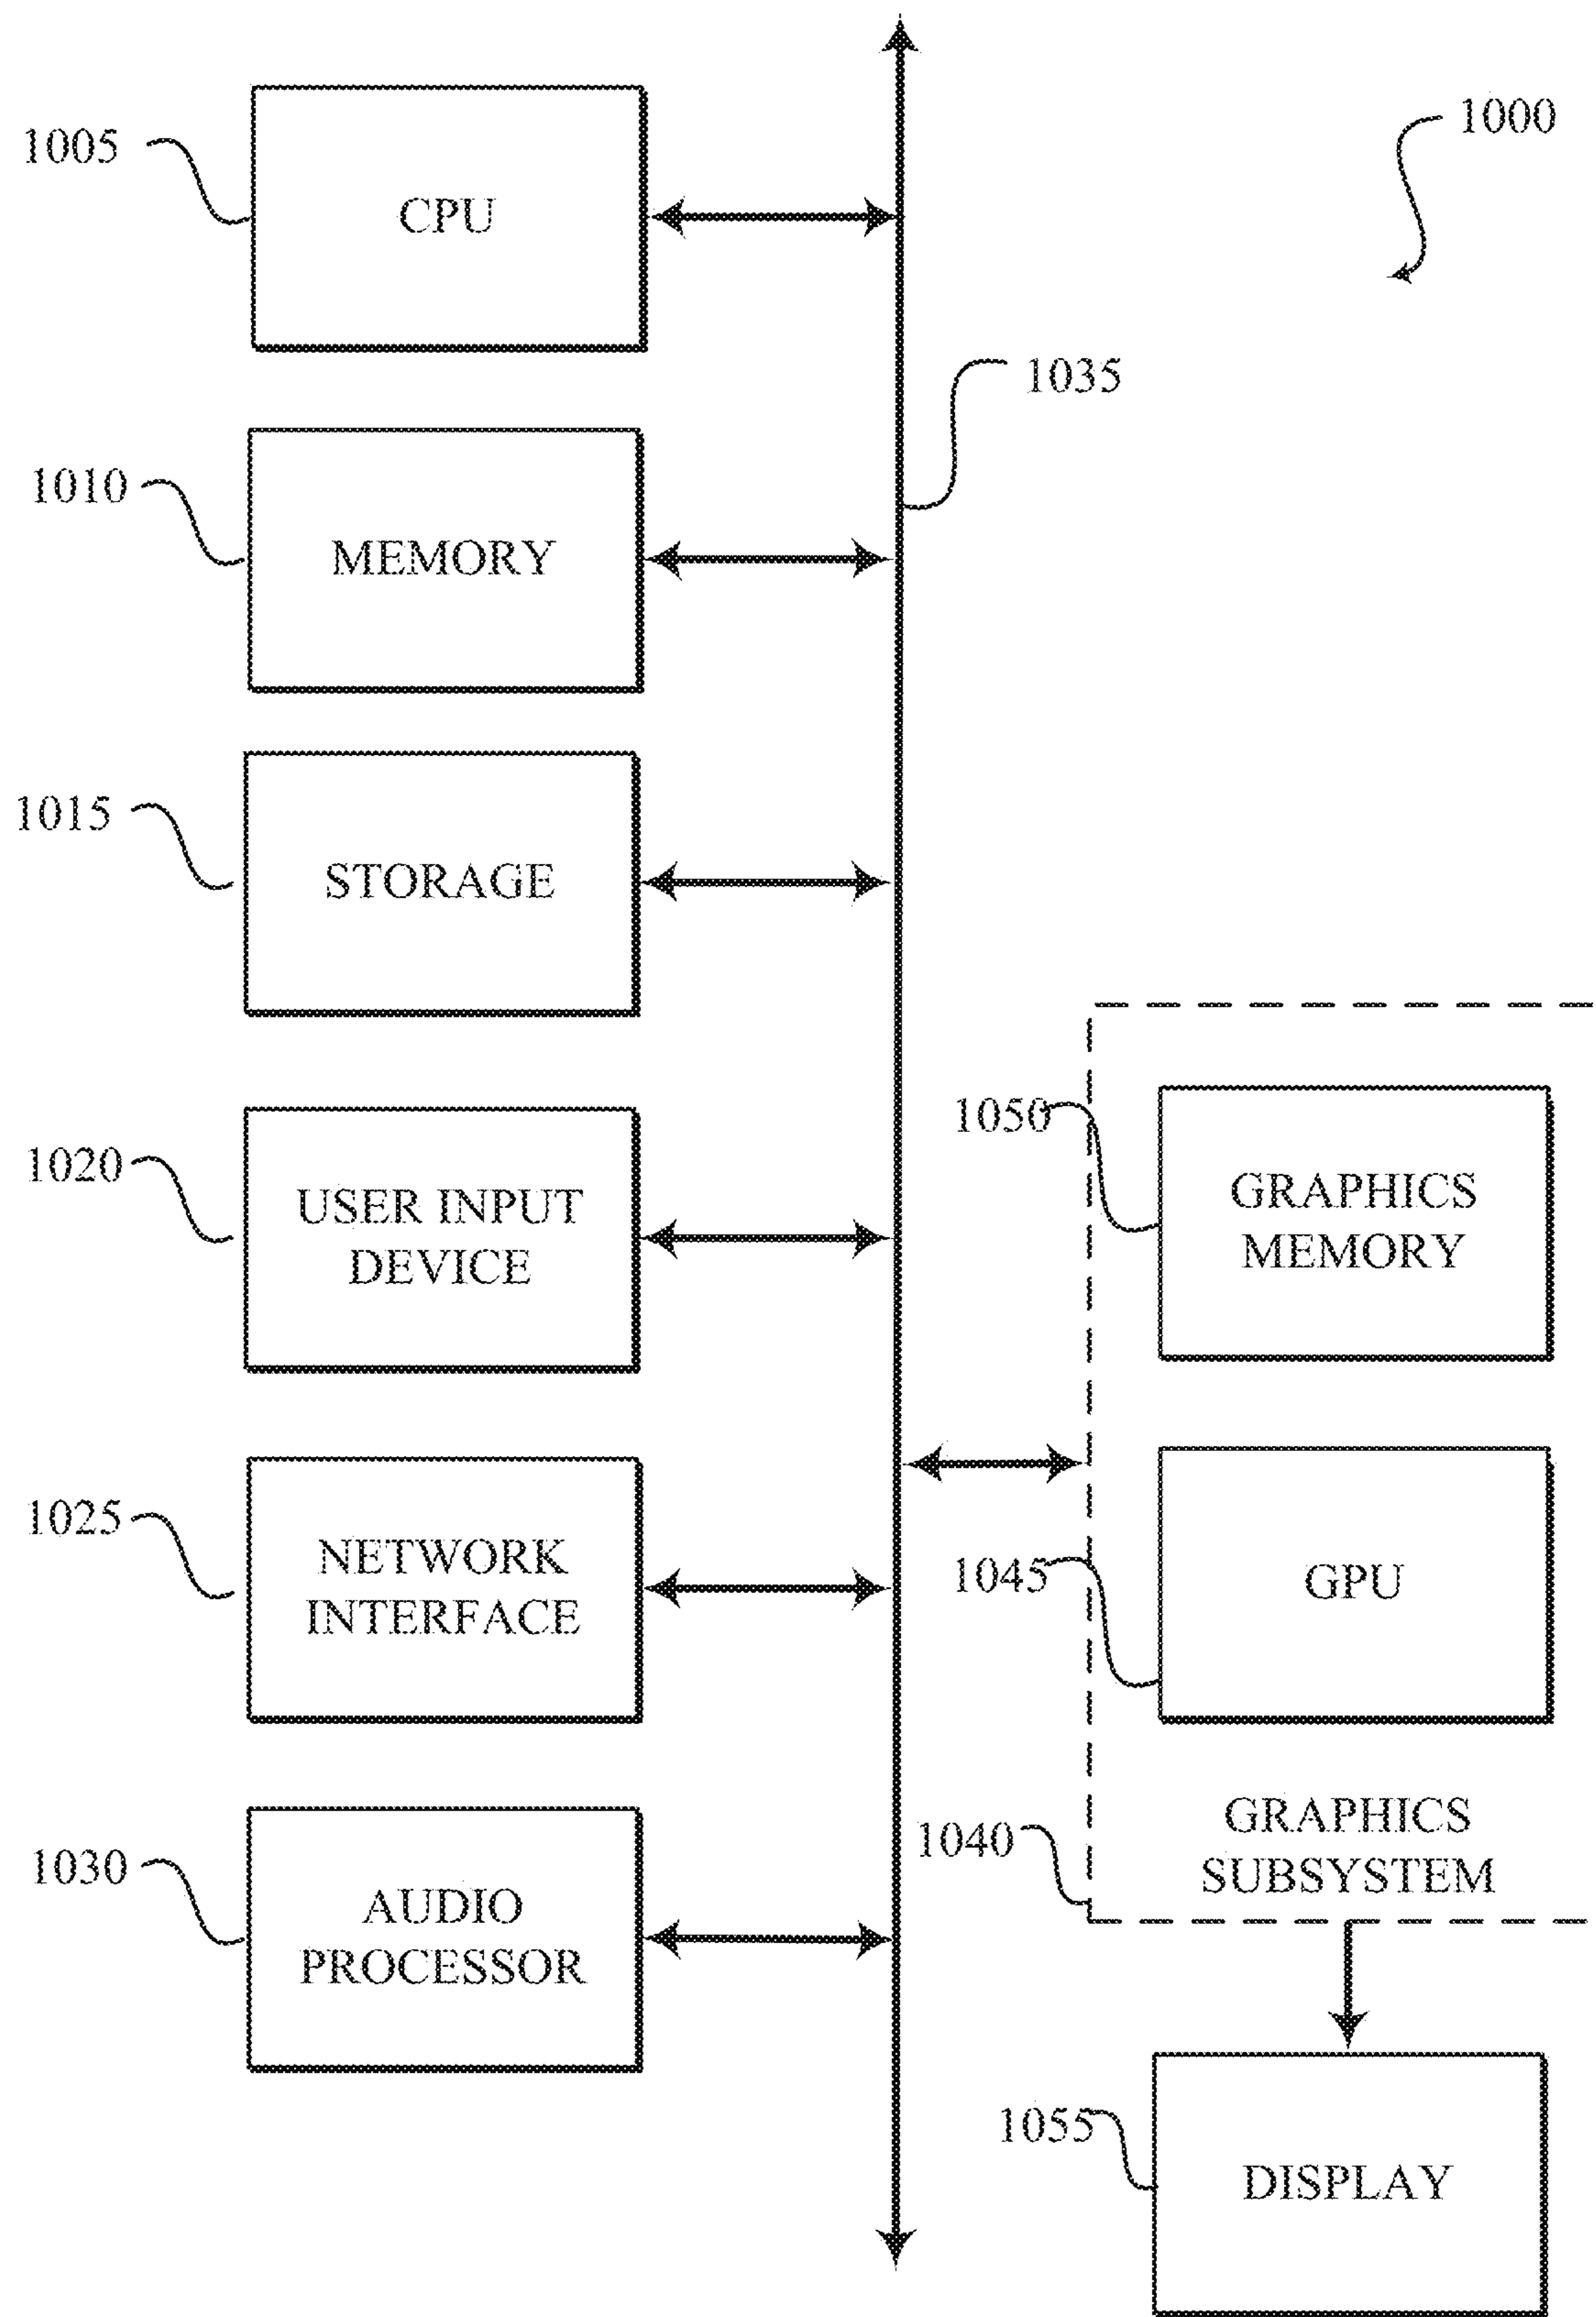 1000
1005
CPU
1035
1010
MEMORY
1015
STORAGE
1050
GRAPHICS
MEMORY
1020
USER INPUT
DEVICE
1025
NETWORK
INTERFACE
1045
GPU
1040
GRAPHICS
SUBSYSTEM
1030
AUDIO
PROCESSOR
1055
DISPLAY